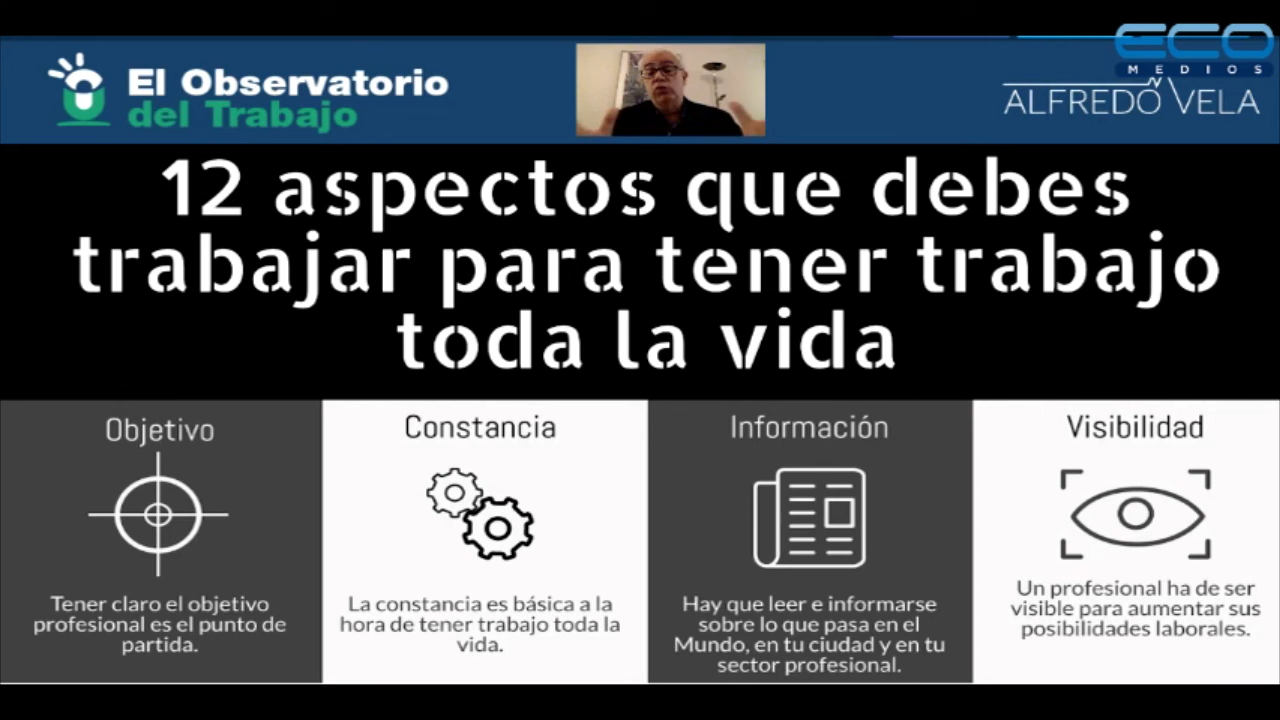 ECO
MEDIOS
El Observatorio
del Trabajo
ALFREDO VELA
12 aspectos que debes
trabajar para tener trabajo
toda la vida
Objetivo
Tener claro el objetivo
profesional es el punto de
partida.
Constancia
La constancia es básica a la
hora de tener trabajo toda la
vida.
Información
Hay que leer e informarse
sobre lo que pasa en el
Mundo, en tu ciudad y en tu
sector profesional.
Visibilidad
Un profesional ha de ser
visible para aumentar sus
posibilidades laborales.